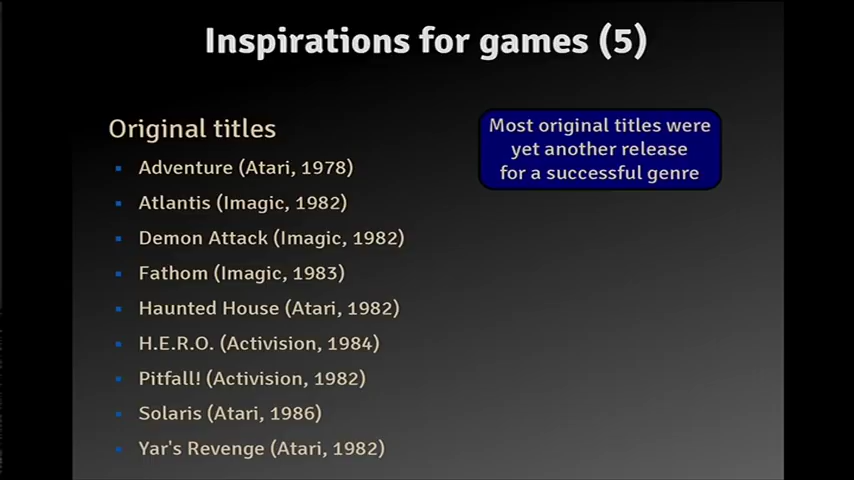 Inspirations for games (5)
Original titles
Adventure (Atari, 1978)
Atlantis (Imagic, 1982)
Demon Attack (Imagic, 1982)
Fathom (Imagic, 1983)
Haunted House (Atari, 1982)
H.E.R.O. (Activision, 1984)
Pitfall! (Activision, 1982)
Solaris (Atari, 1986)
Yar's Revenge (Atari, 1982)
Most original titles were
yet another release
for a successful genre